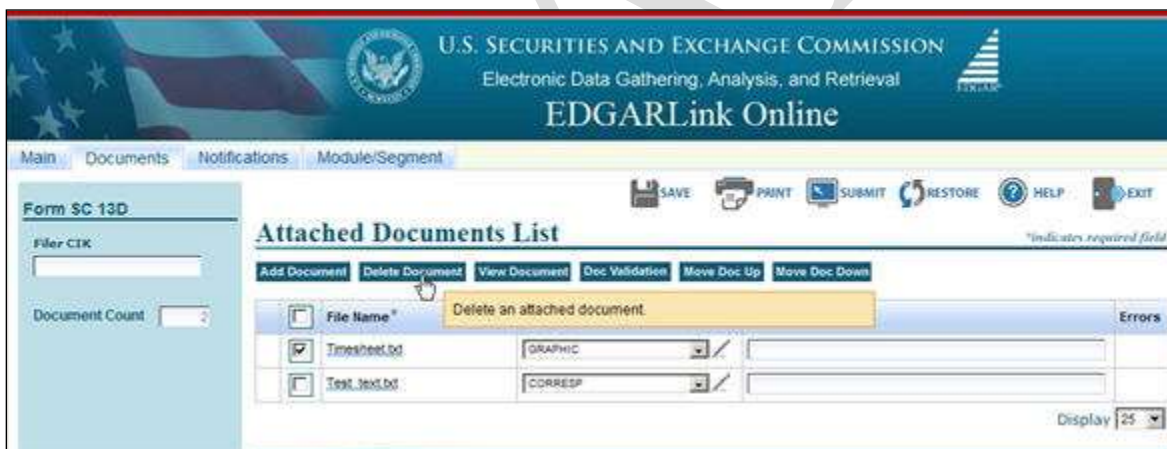 U.S. SECURITIES AND EXCHANGE COMMISSION
Electronic Data Gathering, Analysis, and Retrieval
EDGAR
EDGARLink Online
Main Documents Notifications Module/Segment
SAVE PRINT SUBMIT RESTORE HELP EXIT
Form SC 13D
Attached Documents List
*indicates required field
Filer CIK
Add Document Delete Document View Document Doc Validation Move Doc Up Move Doc Down
Delete an attached document.
Document Count 2
File Name* Errors
Timesheet.txt GRAPHIC
Test_text.txt CORRESP
Display 25